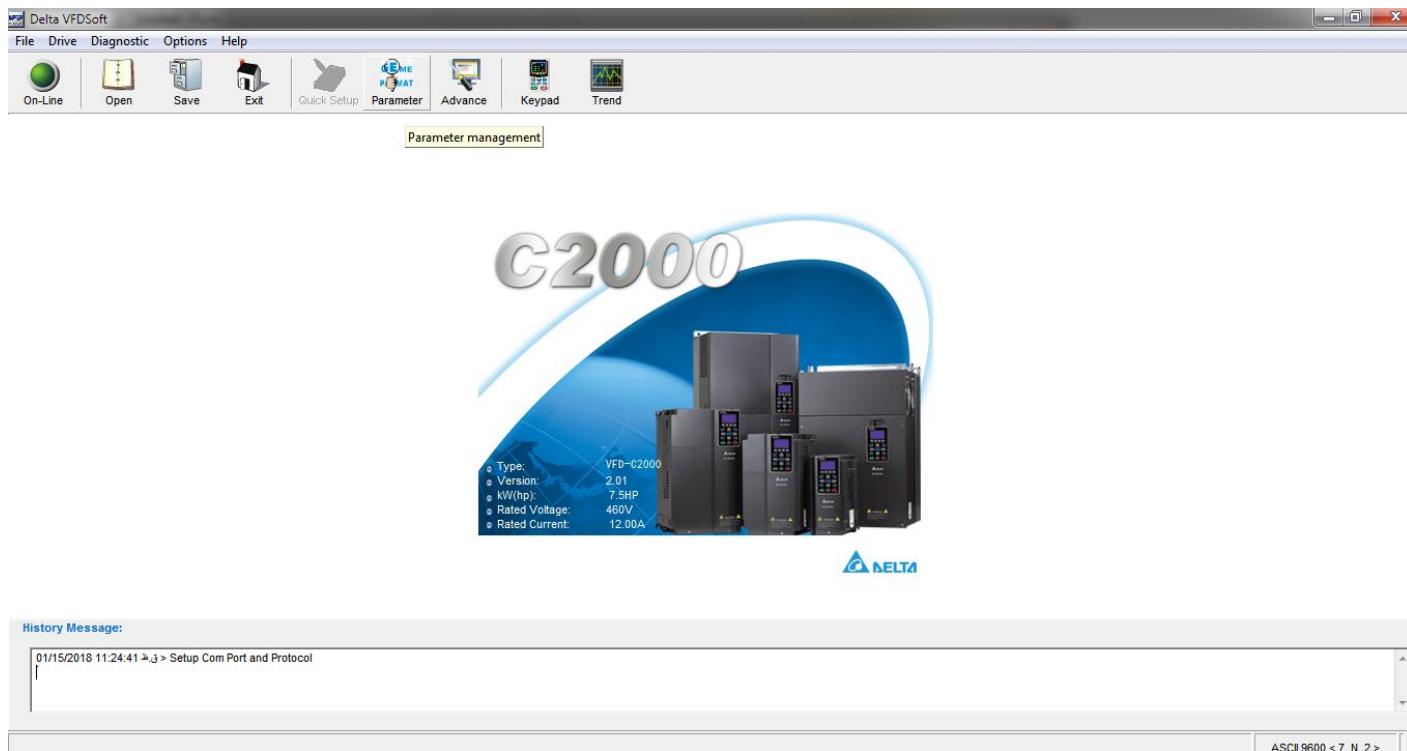 Delta VFDSoft
File Drive Diagnostic Options Help
On-Line Open Save Exit Quick Setup Parameter Advance Keypad Trend
Parameter management
C2000
Type: VFD-C2000
Version: 2.01
kW(hp): 7.5HP
Rated Voltage: 460V
Rated Current: 12.00A
DELTA
History Message:
01/15/2018 11:24:41 ق.ظ > Setup Com Port and Protocol
ASCII 9600 < 7, N, 2 >